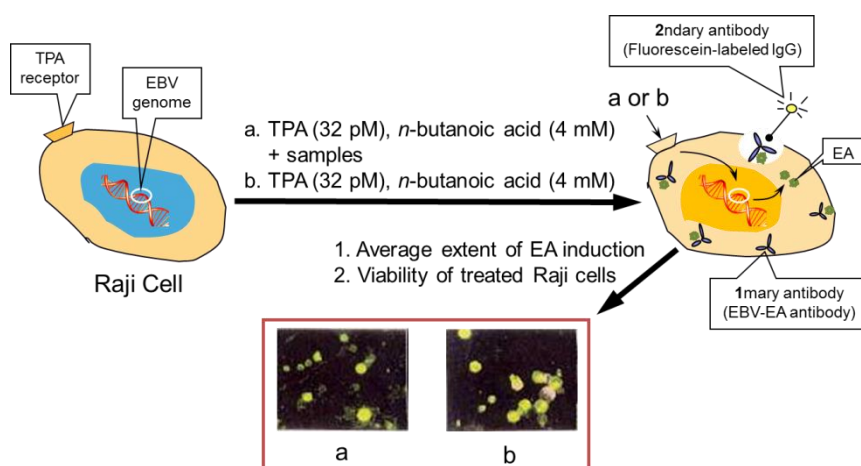 TPA
receptor
EBV
genome
Raji Cell
a. TPA (32 pM), n-butanoic acid (4 mM)
+ samples
b. TPA (32 pM), n-butanoic acid (4 mM)
2ndary antibody
(Fluorescein-labeled IgG)
a or b
EA
1. Average extent of EA induction
2. Viability of treated Raji cells
1mary antibody
(EBV-EA antibody)
a
b